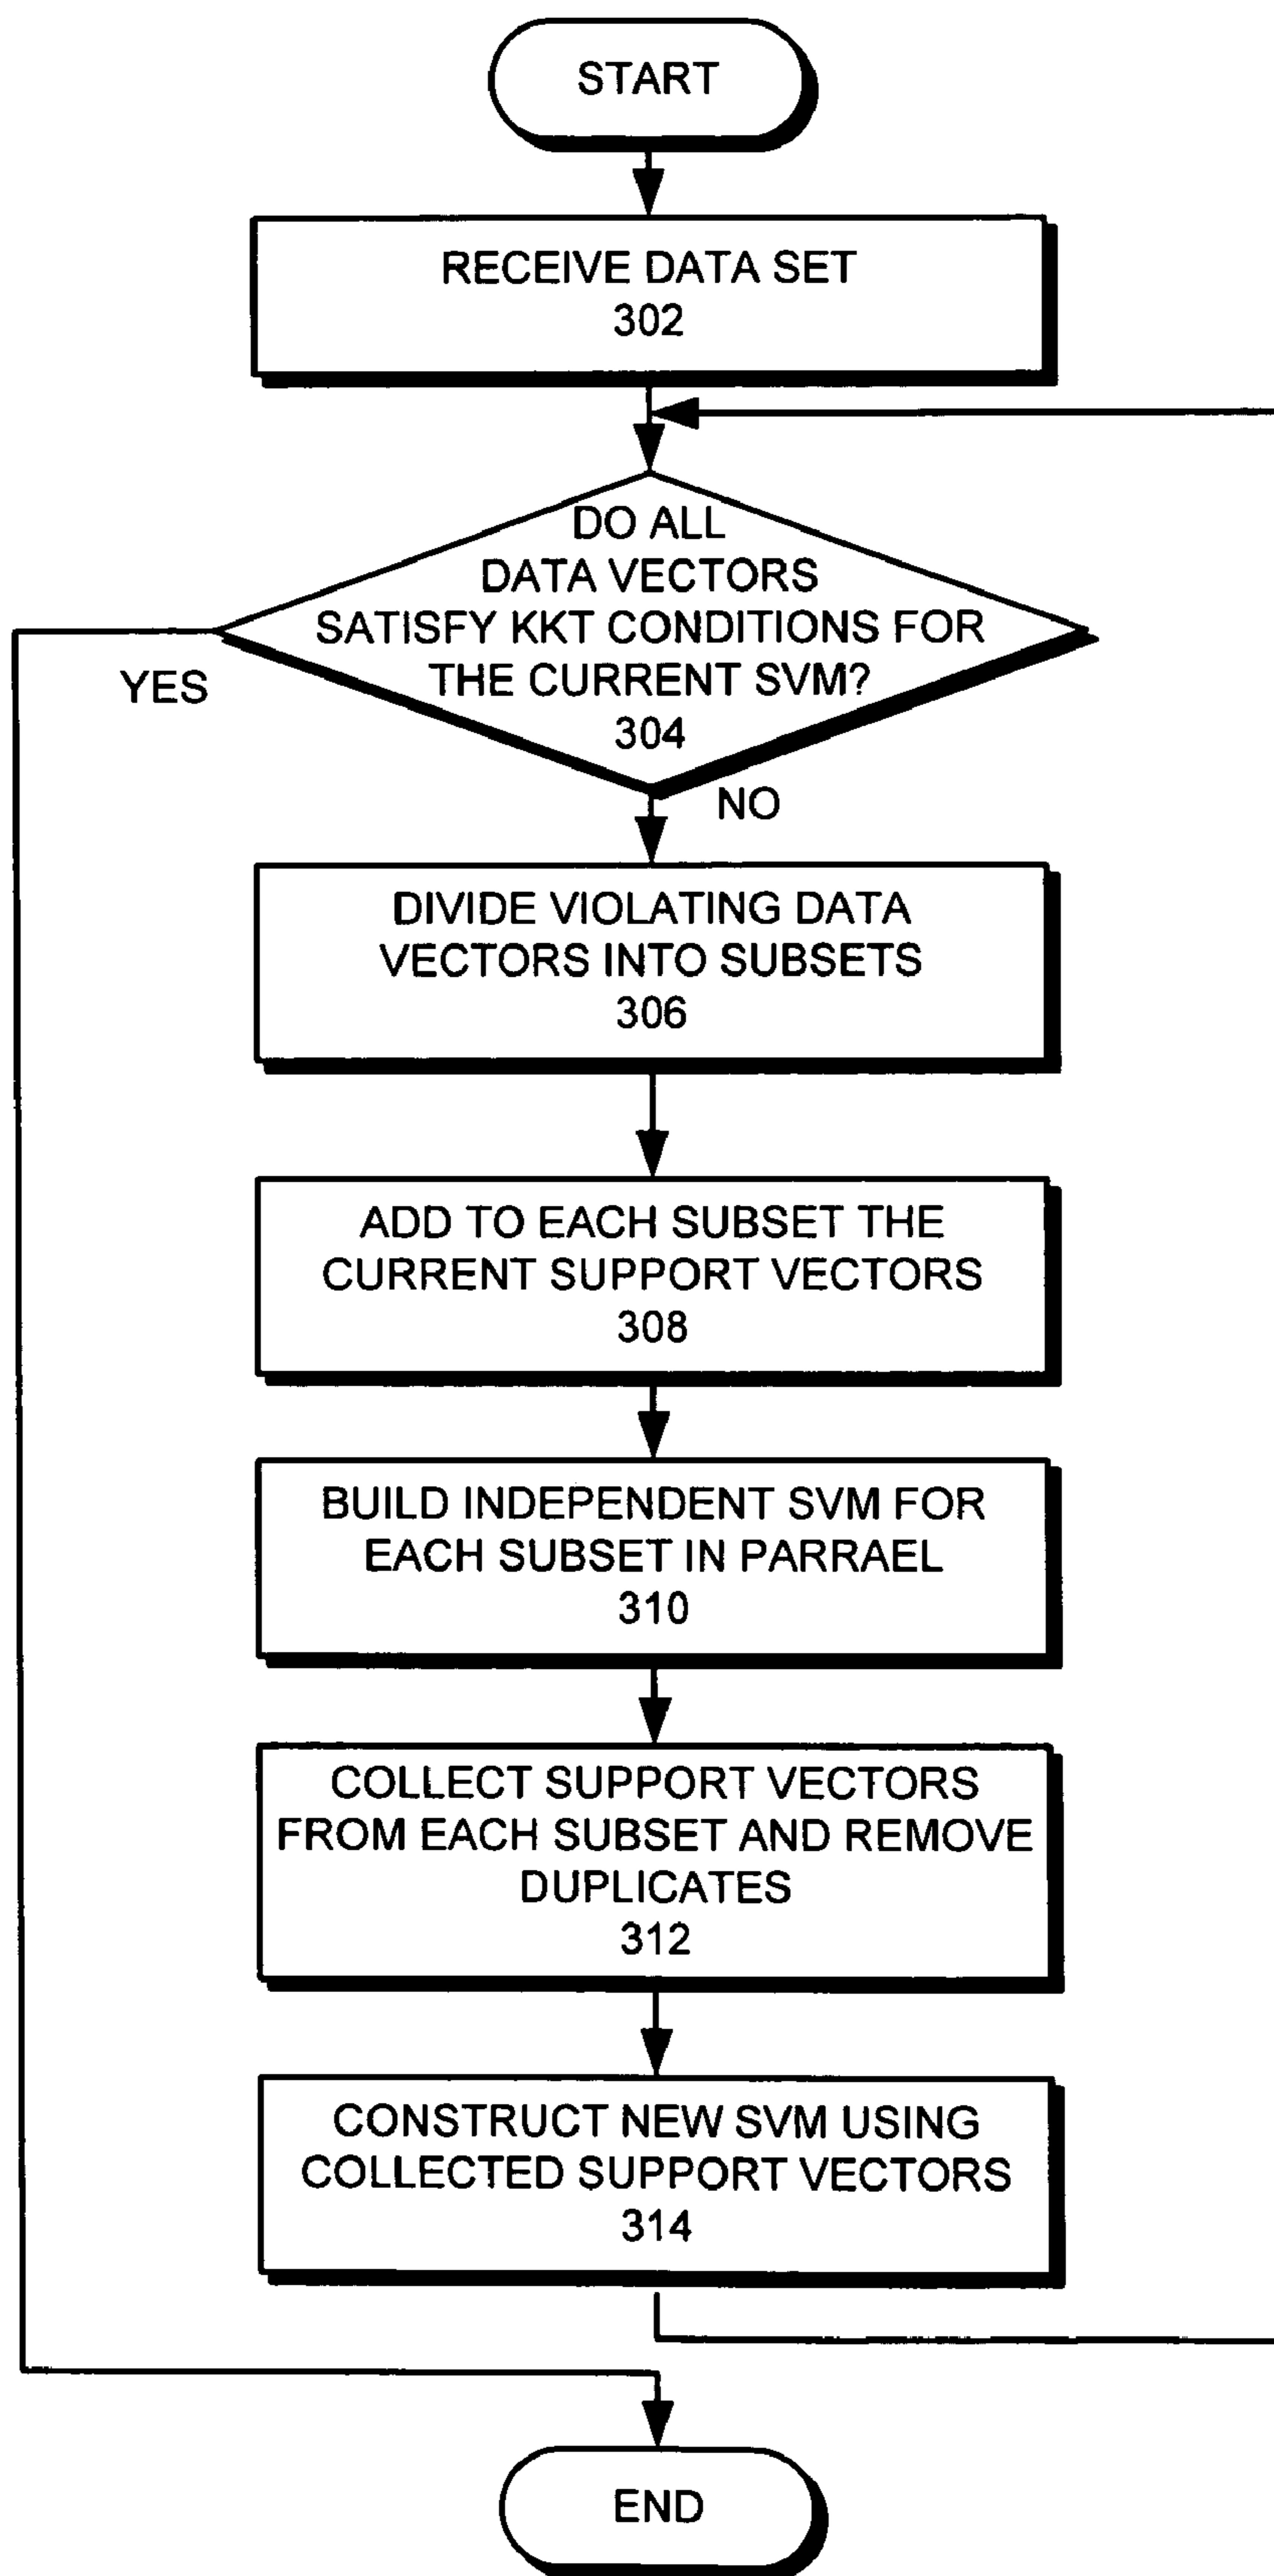 START
RECEIVE DATA SET
302
DO ALL
DATA VECTORS
SATISFY KKT CONDITIONS FOR
THE CURRENT SVM?
304
YES
NO
DIVIDE VIOLATING DATA
VECTORS INTO SUBSETS
306
ADD TO EACH SUBSET THE
CURRENT SUPPORT VECTORS
308
BUILD INDEPENDENT SVM FOR
EACH SUBSET IN PARRAEL
310
COLLECT SUPPORT VECTORS
FROM EACH SUBSET AND REMOVE
DUPLICATES
312
CONSTRUCT NEW SVM USING
COLLECTED SUPPORT VECTORS
314
END